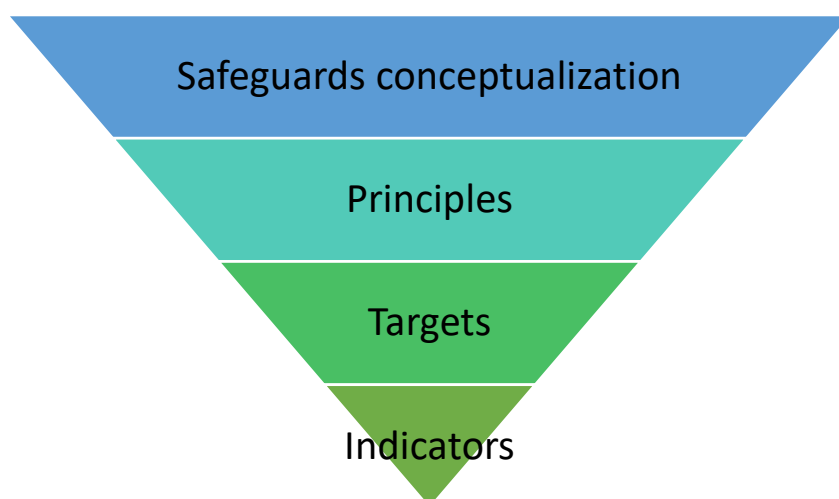 Safeguards conceptualization
Principles
Targets
Indicators